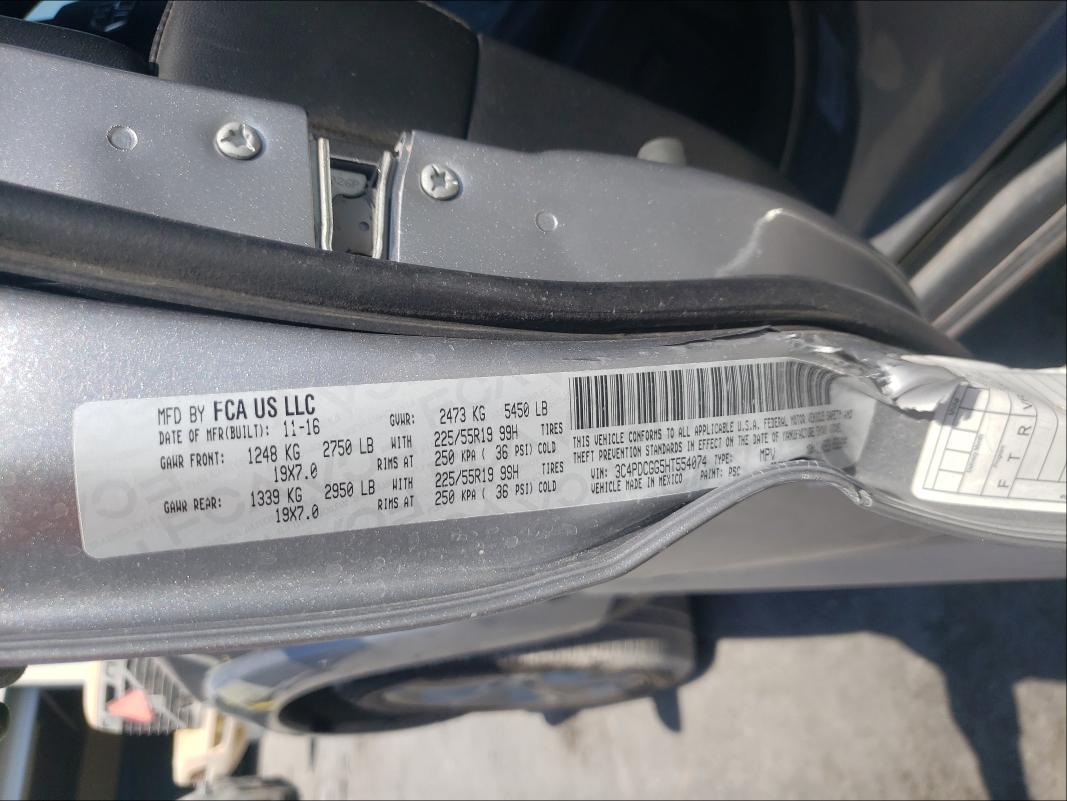 MFD BY FCA US LLC
DATE OF MFR(BUILT): 11-16
GVWR: 2473 KG 5450 LB
GAWR FRONT: 1248 KG 2750 LB WITH 225/55R19 99H TIRES
19X7.0 RIMS AT 250 KPA ( 36 PSI) COLD
GAWR REAR: 1339 KG 2950 LB WITH 225/55R19 99H TIRES
19X7.0 RIMS AT 250 KPA ( 36 PSI) COLD
THIS VEHICLE CONFORMS TO ALL APPLICABLE U.S.A. FEDERAL MOTOR VEHICLE SAFETY AND
THEFT PREVENTION STANDARDS IN EFFECT ON THE DATE OF MANUFACTURE SHOWN ABOVE.
VIN: 3C4PDCGG5HT554074 TYPE: MPV
VEHICLE MADE IN MEXICO PAINT: PSC
F T R